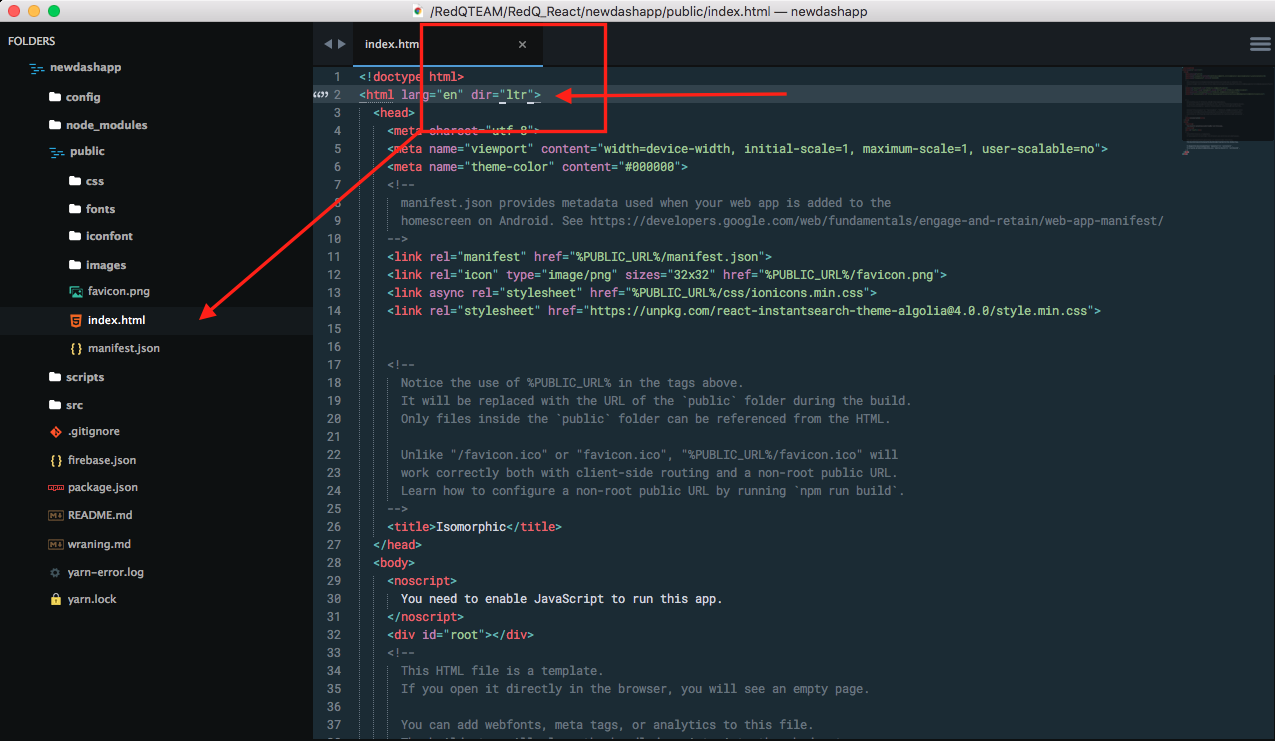 /RedQTEAM/RedQ_React/newdashapp/public/index.html — newdashapp
FOLDERS
newdashapp
config
node_modules
public
css
fonts
iconfont
images
favicon.png
index.html
manifest.json
scripts
src
.gitignore
firebase.json
package.json
README.md
wraning.md
yarn-error.log
yarn.lock
index.htm
1 <!doctype html>
2 <html lang="en" dir="ltr">
3 <head>
4 <meta charset="utf-8">
5 <meta name="viewport" content="width=device-width, initial-scale=1, maximum-scale=1, user-scalable=no">
6 <meta name="theme-color" content="#000000">
7 <!--
8 manifest.json provides metadata used when your web app is added to the
9 homescreen on Android. See https://developers.google.com/web/fundamentals/engage-and-retain/web-app-manifest/
10 -->
11 <link rel="manifest" href="%PUBLIC_URL%/manifest.json">
12 <link rel="icon" type="image/png" sizes="32x32" href="%PUBLIC_URL%/favicon.png">
13 <link async rel="stylesheet" href="%PUBLIC_URL%/css/ionicons.min.css">
14 <link rel="stylesheet" href="https://unpkg.com/react-instantsearch-theme-algolia@4.0.0/style.min.css">
15
16
17 <!--
18 Notice the use of %PUBLIC_URL% in the tags above.
19 It will be replaced with the URL of the `public` folder during the build.
20 Only files inside the `public` folder can be referenced from the HTML.
21
22 Unlike "/favicon.ico" or "favicon.ico", "%PUBLIC_URL%/favicon.ico" will
23 work correctly both with client-side routing and a non-root public URL.
24 Learn how to configure a non-root public URL by running `npm run build`.
25 -->
26 <title>Isomorphic</title>
27 </head>
28 <body>
29 <noscript>
30 You need to enable JavaScript to run this app.
31 </noscript>
32 <div id="root"></div>
33 <!--
34 This HTML file is a template.
35 If you open it directly in the browser, you will see an empty page.
36
37 You can add webfonts, meta tags, or analytics to this file.